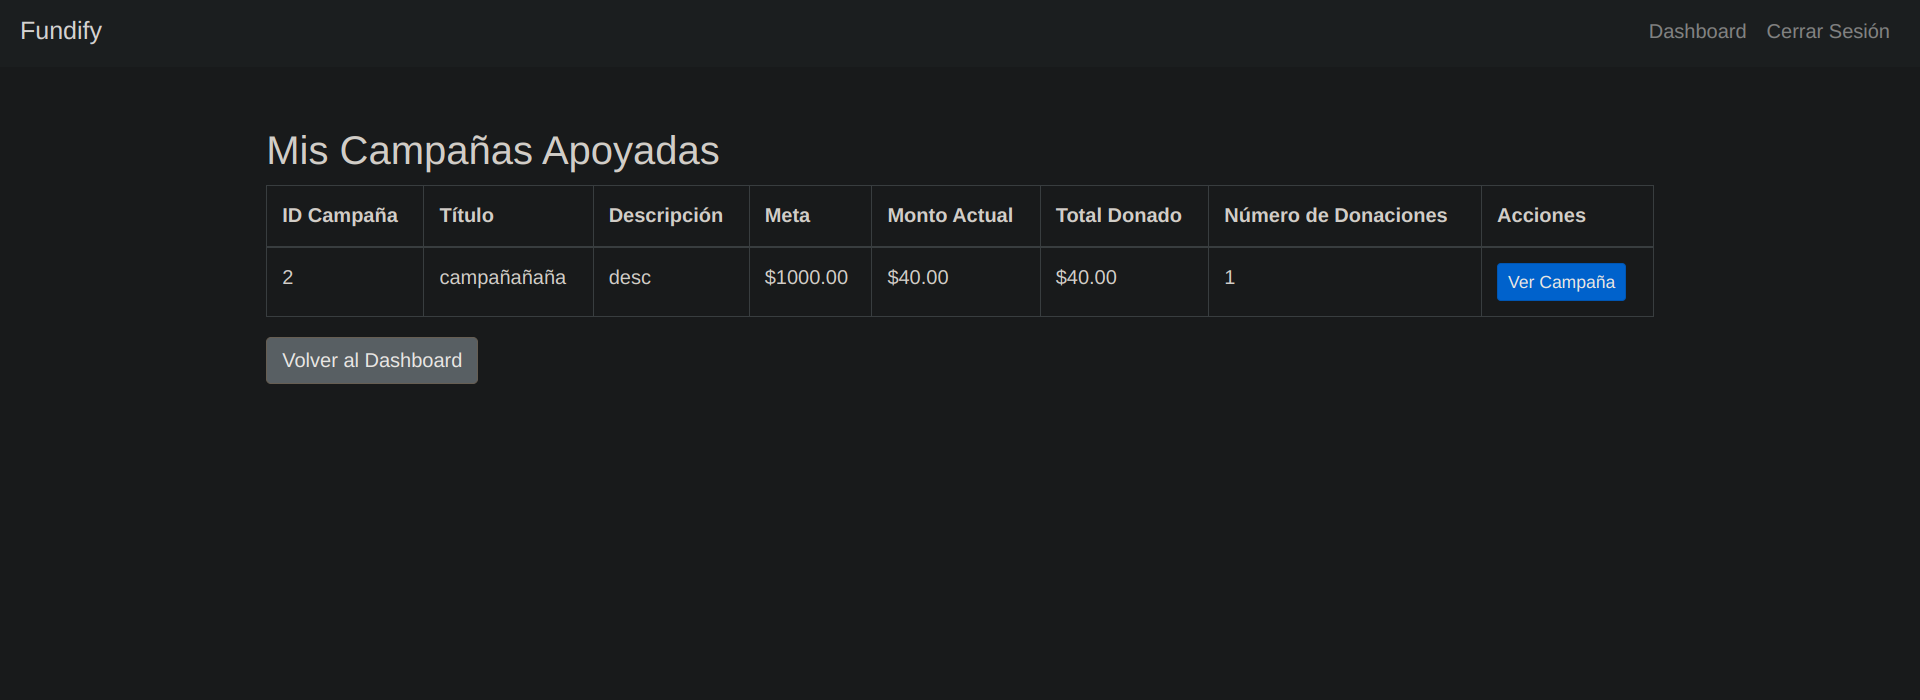 Fundify Dashboard Cerrar Sesión
Mis Campañas Apoyadas
ID Campaña Título Descripción Meta Monto Actual Total Donado Número de Donaciones Acciones
2 campañañaña desc $1000.00 $40.00 $40.00 1 Ver Campaña
Volver al Dashboard